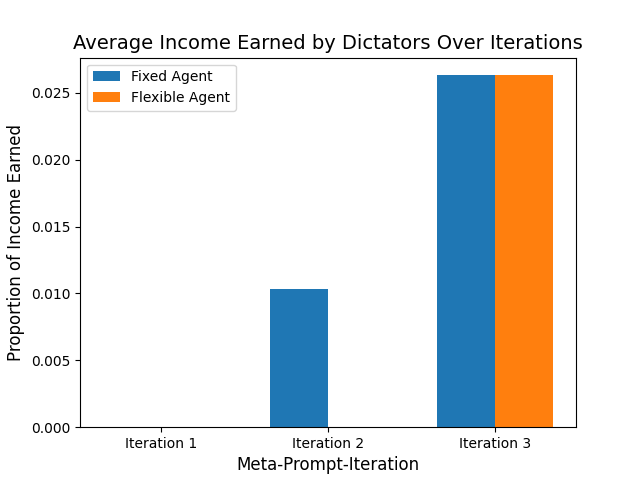 Average Income Earned by Dictators Over Iterations
Fixed Agent
Flexible Agent
Proportion of Income Earned
0.025
0.020
0.015
0.010
0.005
0.000
Iteration 1
Iteration 2
Iteration 3
Meta-Prompt-Iteration